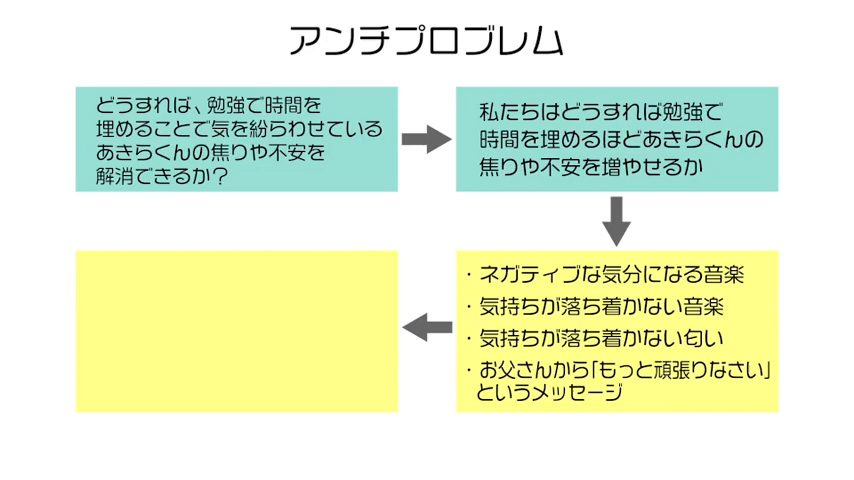 アンチプロブレム
どうすれば、勉強で時間を
埋めることで気を紛らわせている
あきらくんの焦りや不安を
解消できるか？
私たちはどうすれば勉強で
時間を埋めるほどあきらくんの
焦りや不安を増やせるか
・ネガティブな気分になる音楽
・気持ちが落ち着かない音楽
・気持ちが落ち着かない匂い
・お父さんから「もっと頑張りなさい」
というメッセージ